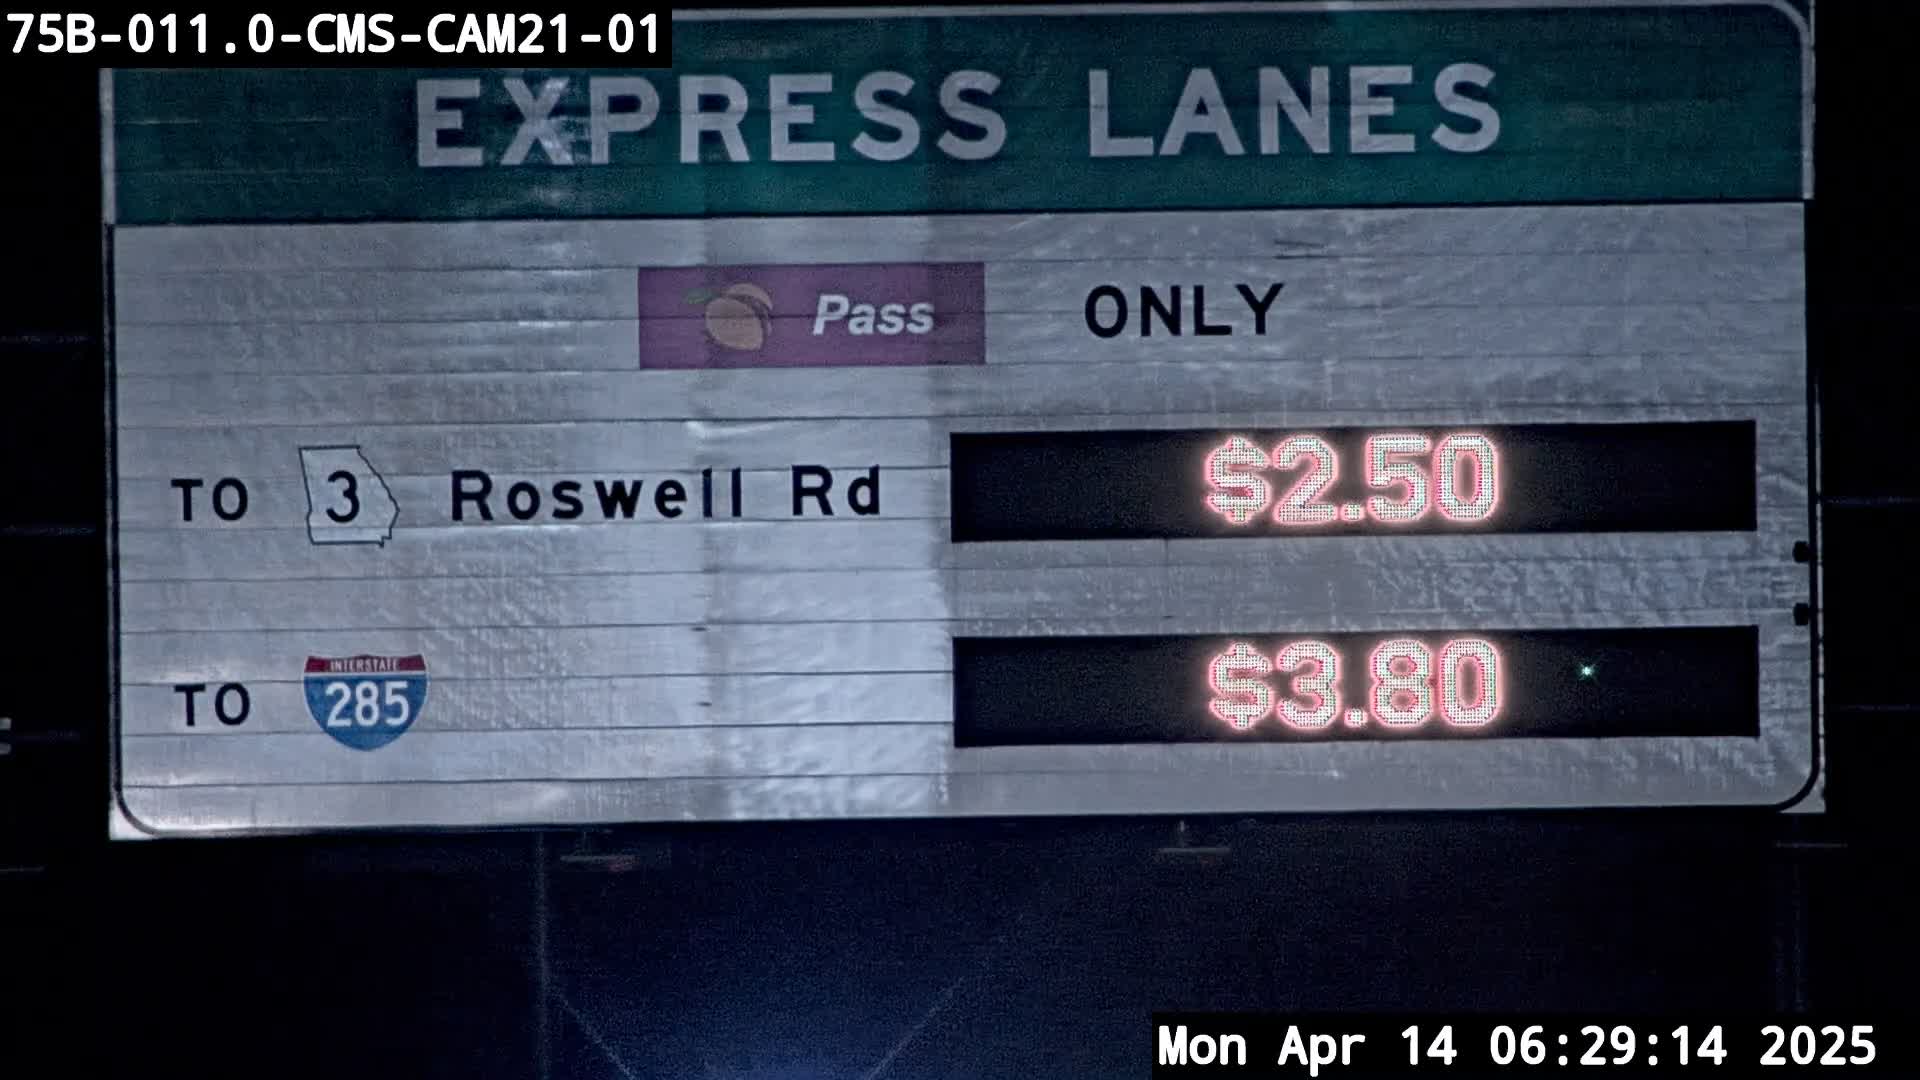 75B-011.0-CMS-CAM21-01
EXPRESS LANES
Pass ONLY
TO 3 Roswell Rd $2.50
INTERSTATE
TO 285 $3.80
Mon Apr 14 06:29:14 2025